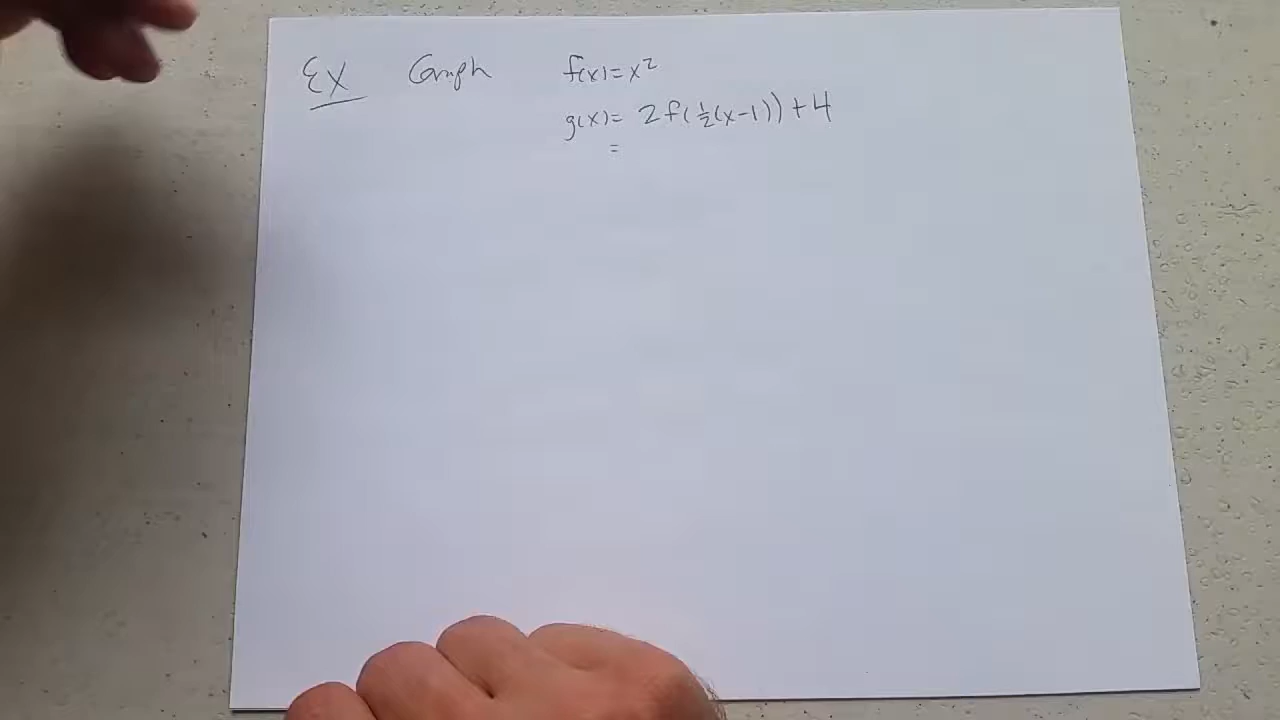 Ex Graph f(x)=x²
g(x)= 2f(½(x-1))+4
=